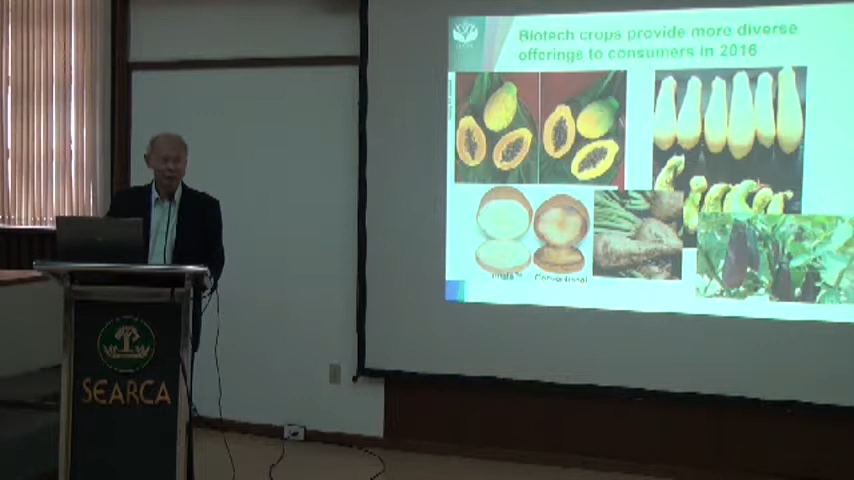 Biotech crops provide more diverse
offerings to consumers in 2016
Conventional
SEARCA